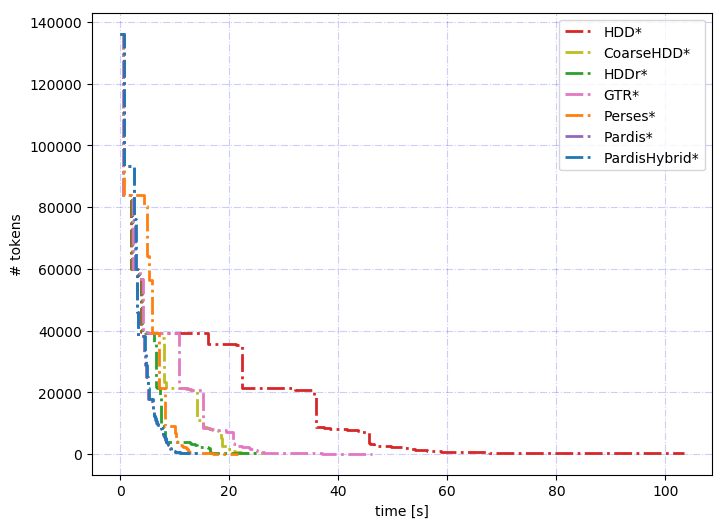 140000
120000
100000
80000
60000
40000
20000
0
# tokens
0 20 40 60 80 100
time [s]
HDD*
CoarseHDD*
HDDr*
GTR*
Perses*
Pardis*
PardisHybrid*